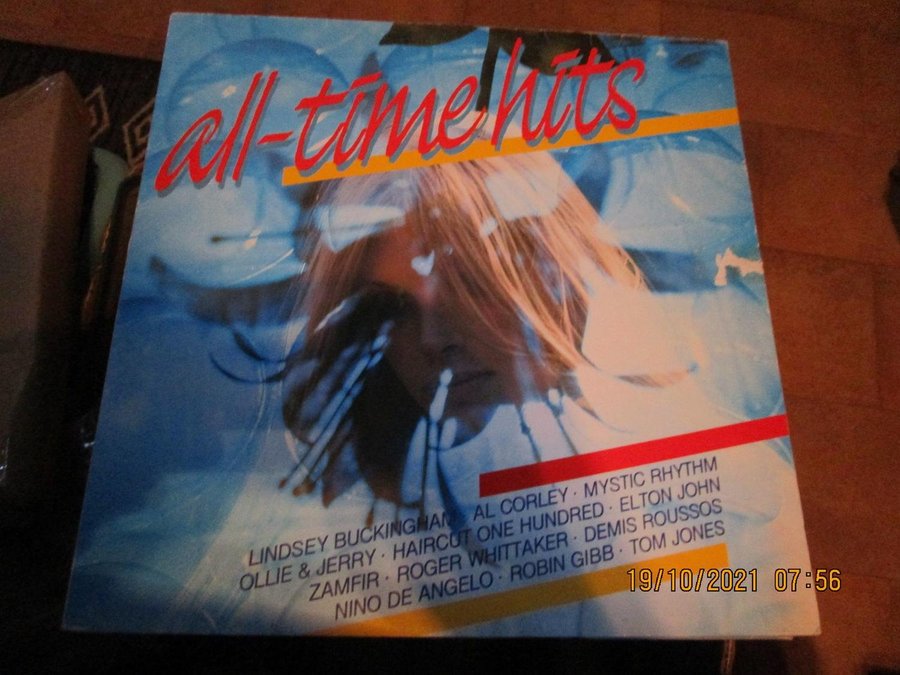 all-time hits
LINDSEY BUCKINGHAM · AL CORLEY · MYSTIC RHYTHM
OLLIE & JERRY · HAIRCUT ONE HUNDRED · ELTON JOHN
ZAMFIR · ROGER WHITTAKER · DEMIS ROUSSOS
NINO DE ANGELO · ROBIN GIBB · TOM JONES
19/10/2021 07:56